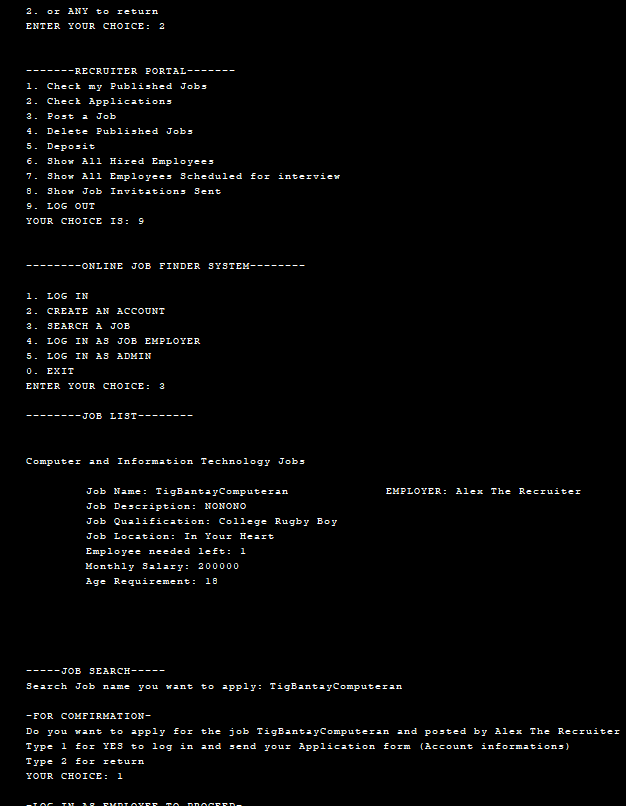 2. or ANY to return
ENTER YOUR CHOICE: 2
-------RECRUITER PORTAL-------
1. Check my Published Jobs
2. Check Applications
3. Post a Job
4. Delete Published Jobs
5. Deposit
6. Show All Hired Employees
7. Show All Employees Scheduled for interview
8. Show Job Invitations Sent
9. LOG OUT
YOUR CHOICE IS: 9
--------ONLINE JOB FINDER SYSTEM--------
1. LOG IN
2. CREATE AN ACCOUNT
3. SEARCH A JOB
4. LOG IN AS JOB EMPLOYER
5. LOG IN AS ADMIN
0. EXIT
ENTER YOUR CHOICE: 3
--------JOB LIST--------
Computer and Information Technology Jobs
Job Name: TigBantayComputeran EMPLOYER: Alex The Recruiter
Job Description: NONONO
Job Qualification: College Rugby Boy
Job Location: In Your Heart
Employee needed left: 1
Monthly Salary: 200000
Age Requirement: 18
-----JOB SEARCH-----
Search Job name you want to apply: TigBantayComputeran
-FOR COMFIRMATION-
Do you want to apply for the job TigBantayComputeran and posted by Alex The Recruiter
Type 1 for YES to log in and send your Application form (Account informations)
Type 2 for return
YOUR CHOICE: 1
-LOG IN AS EMPLOYEE TO PROCEED-